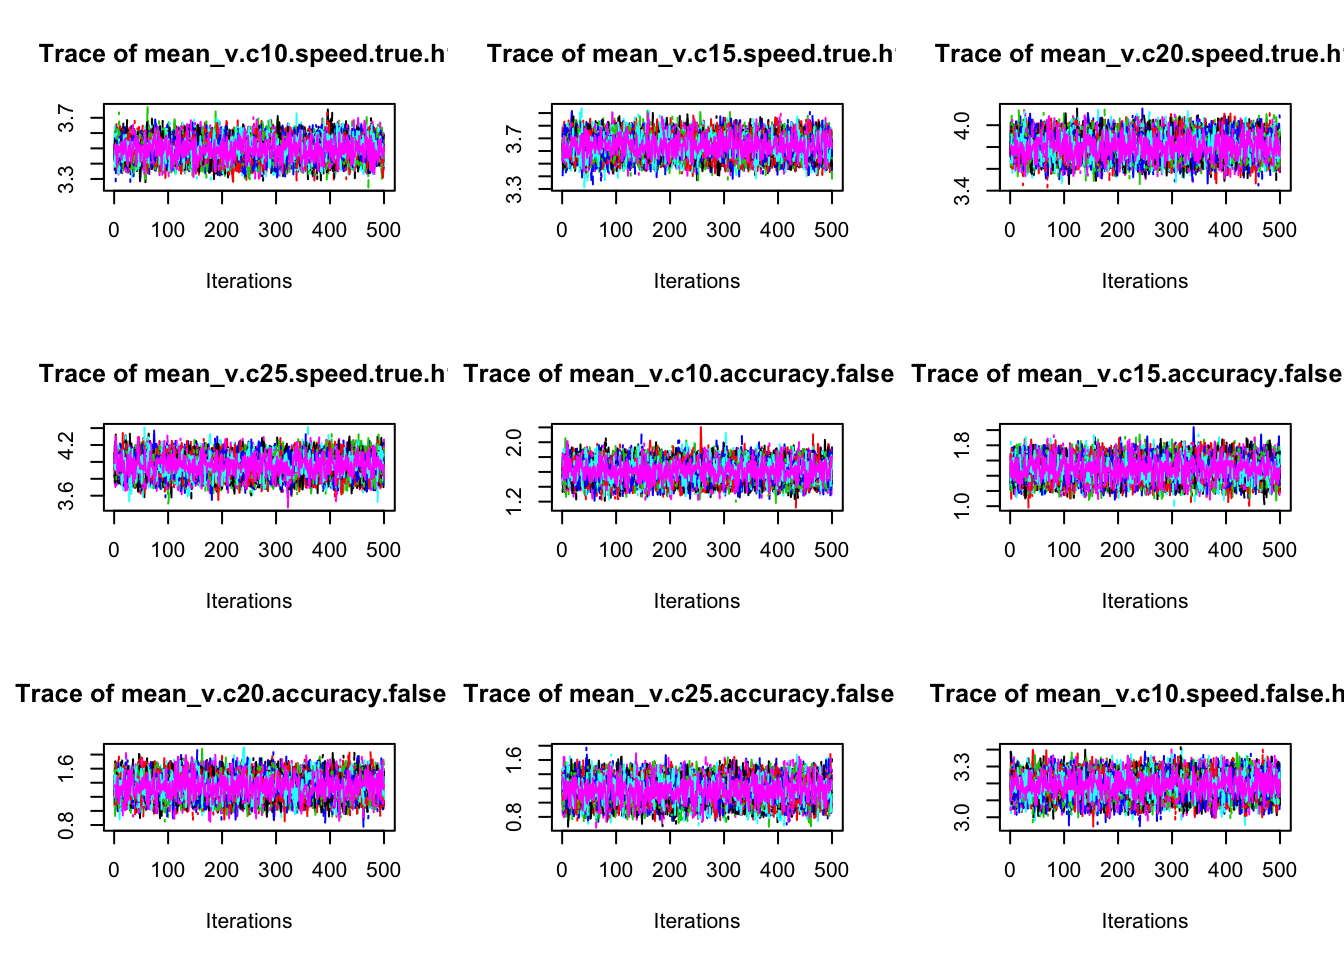 Trace of mean_v.c10.speed.true.h1 Trace of mean_v.c15.speed.true.h1 Trace of mean_v.c20.speed.true.h1
3.7 3.3 3.7 3.3 4.0 3.4
0 100 200 300 400 500 0 100 200 300 400 500 0 100 200 300 400 500
Iterations Iterations Iterations
Trace of mean_v.c25.speed.true.h1 Trace of mean_v.c10.accuracy.false Trace of mean_v.c15.accuracy.false
4.2 3.6 2.0 1.2 1.8 1.0
0 100 200 300 400 500 0 100 200 300 400 500 0 100 200 300 400 500
Iterations Iterations Iterations
Trace of mean_v.c20.accuracy.false Trace of mean_v.c25.accuracy.false Trace of mean_v.c10.speed.false.h
1.6 0.8 1.6 0.8 3.3 3.0
0 100 200 300 400 500 0 100 200 300 400 500 0 100 200 300 400 500
Iterations Iterations Iterations